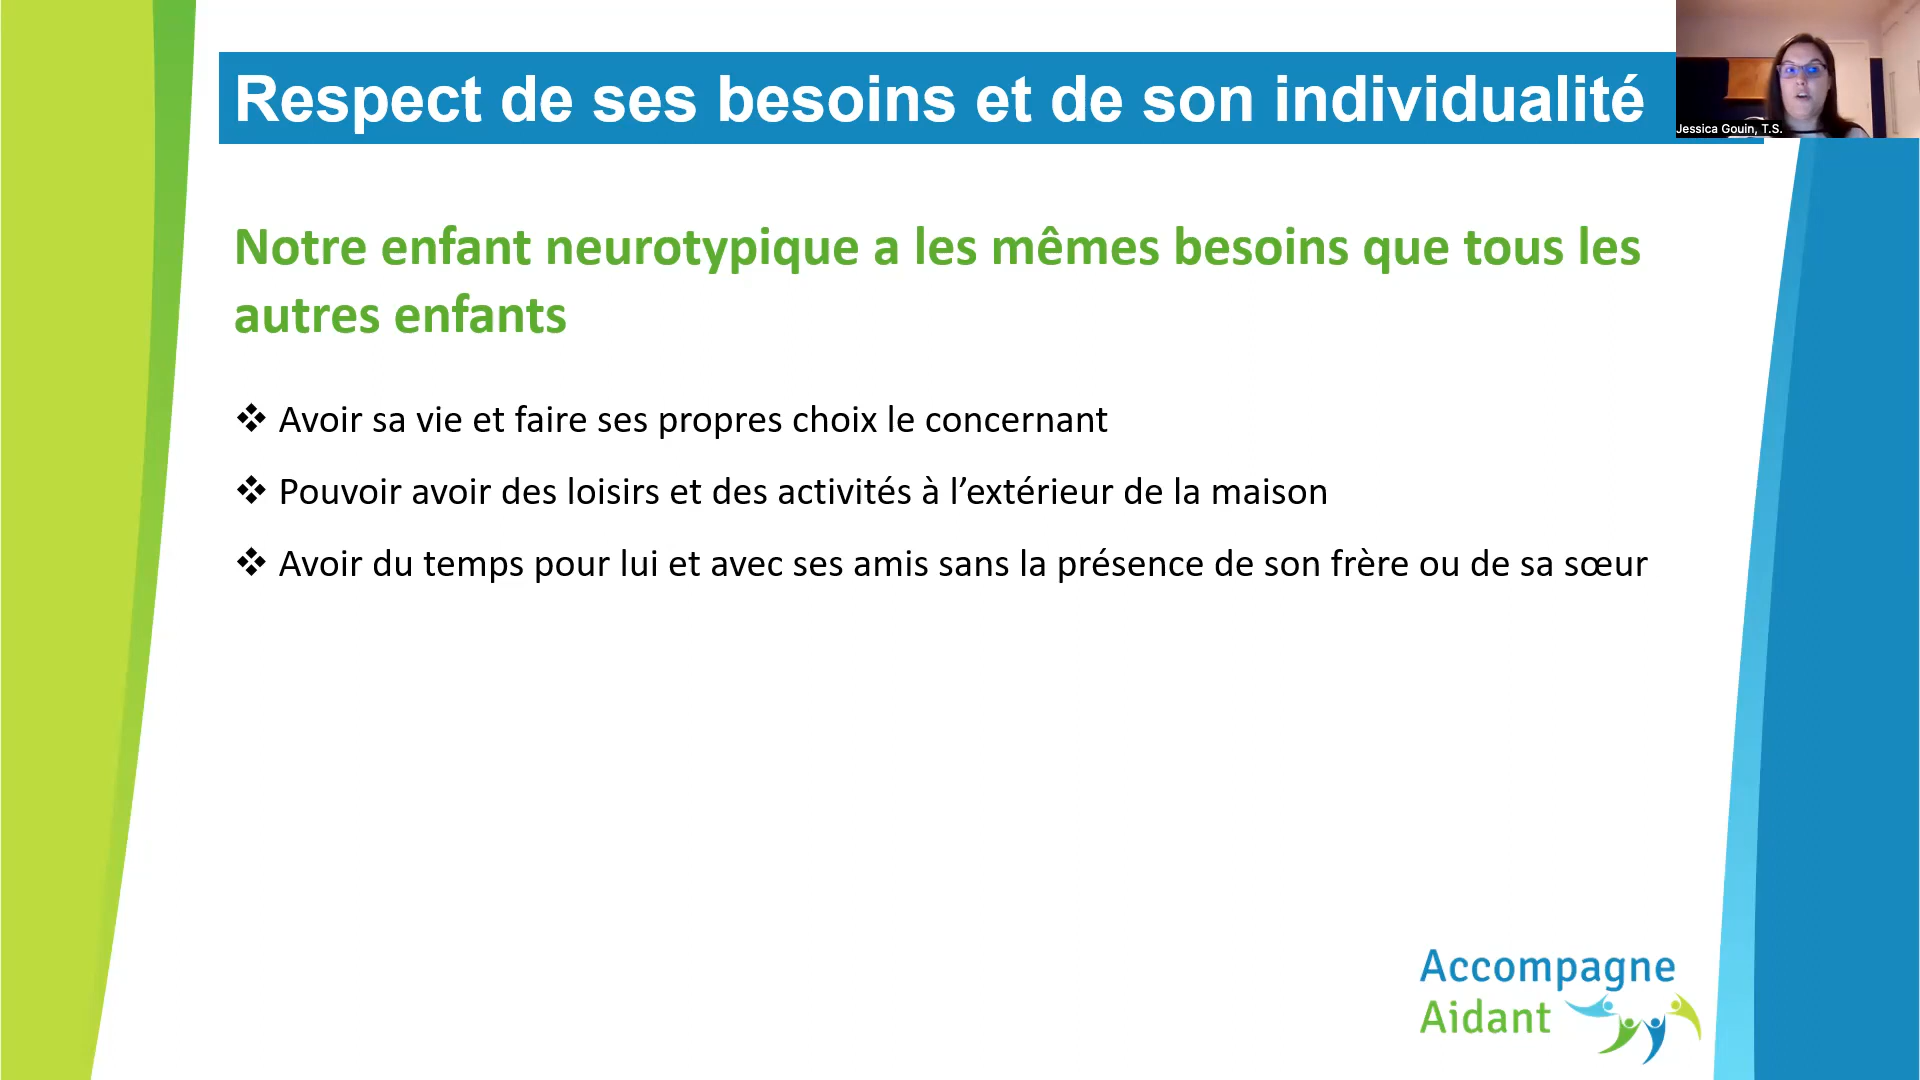 Respect de ses besoins et de son individualité
Jessica Gouin, T.S.
Notre enfant neurotypique a les mêmes besoins que tous les
autres enfants
❖ Avoir sa vie et faire ses propres choix le concernant
❖ Pouvoir avoir des loisirs et des activités à l’extérieur de la maison
❖ Avoir du temps pour lui et avec ses amis sans la présence de son frère ou de sa sœur
Accompagne
Aidant